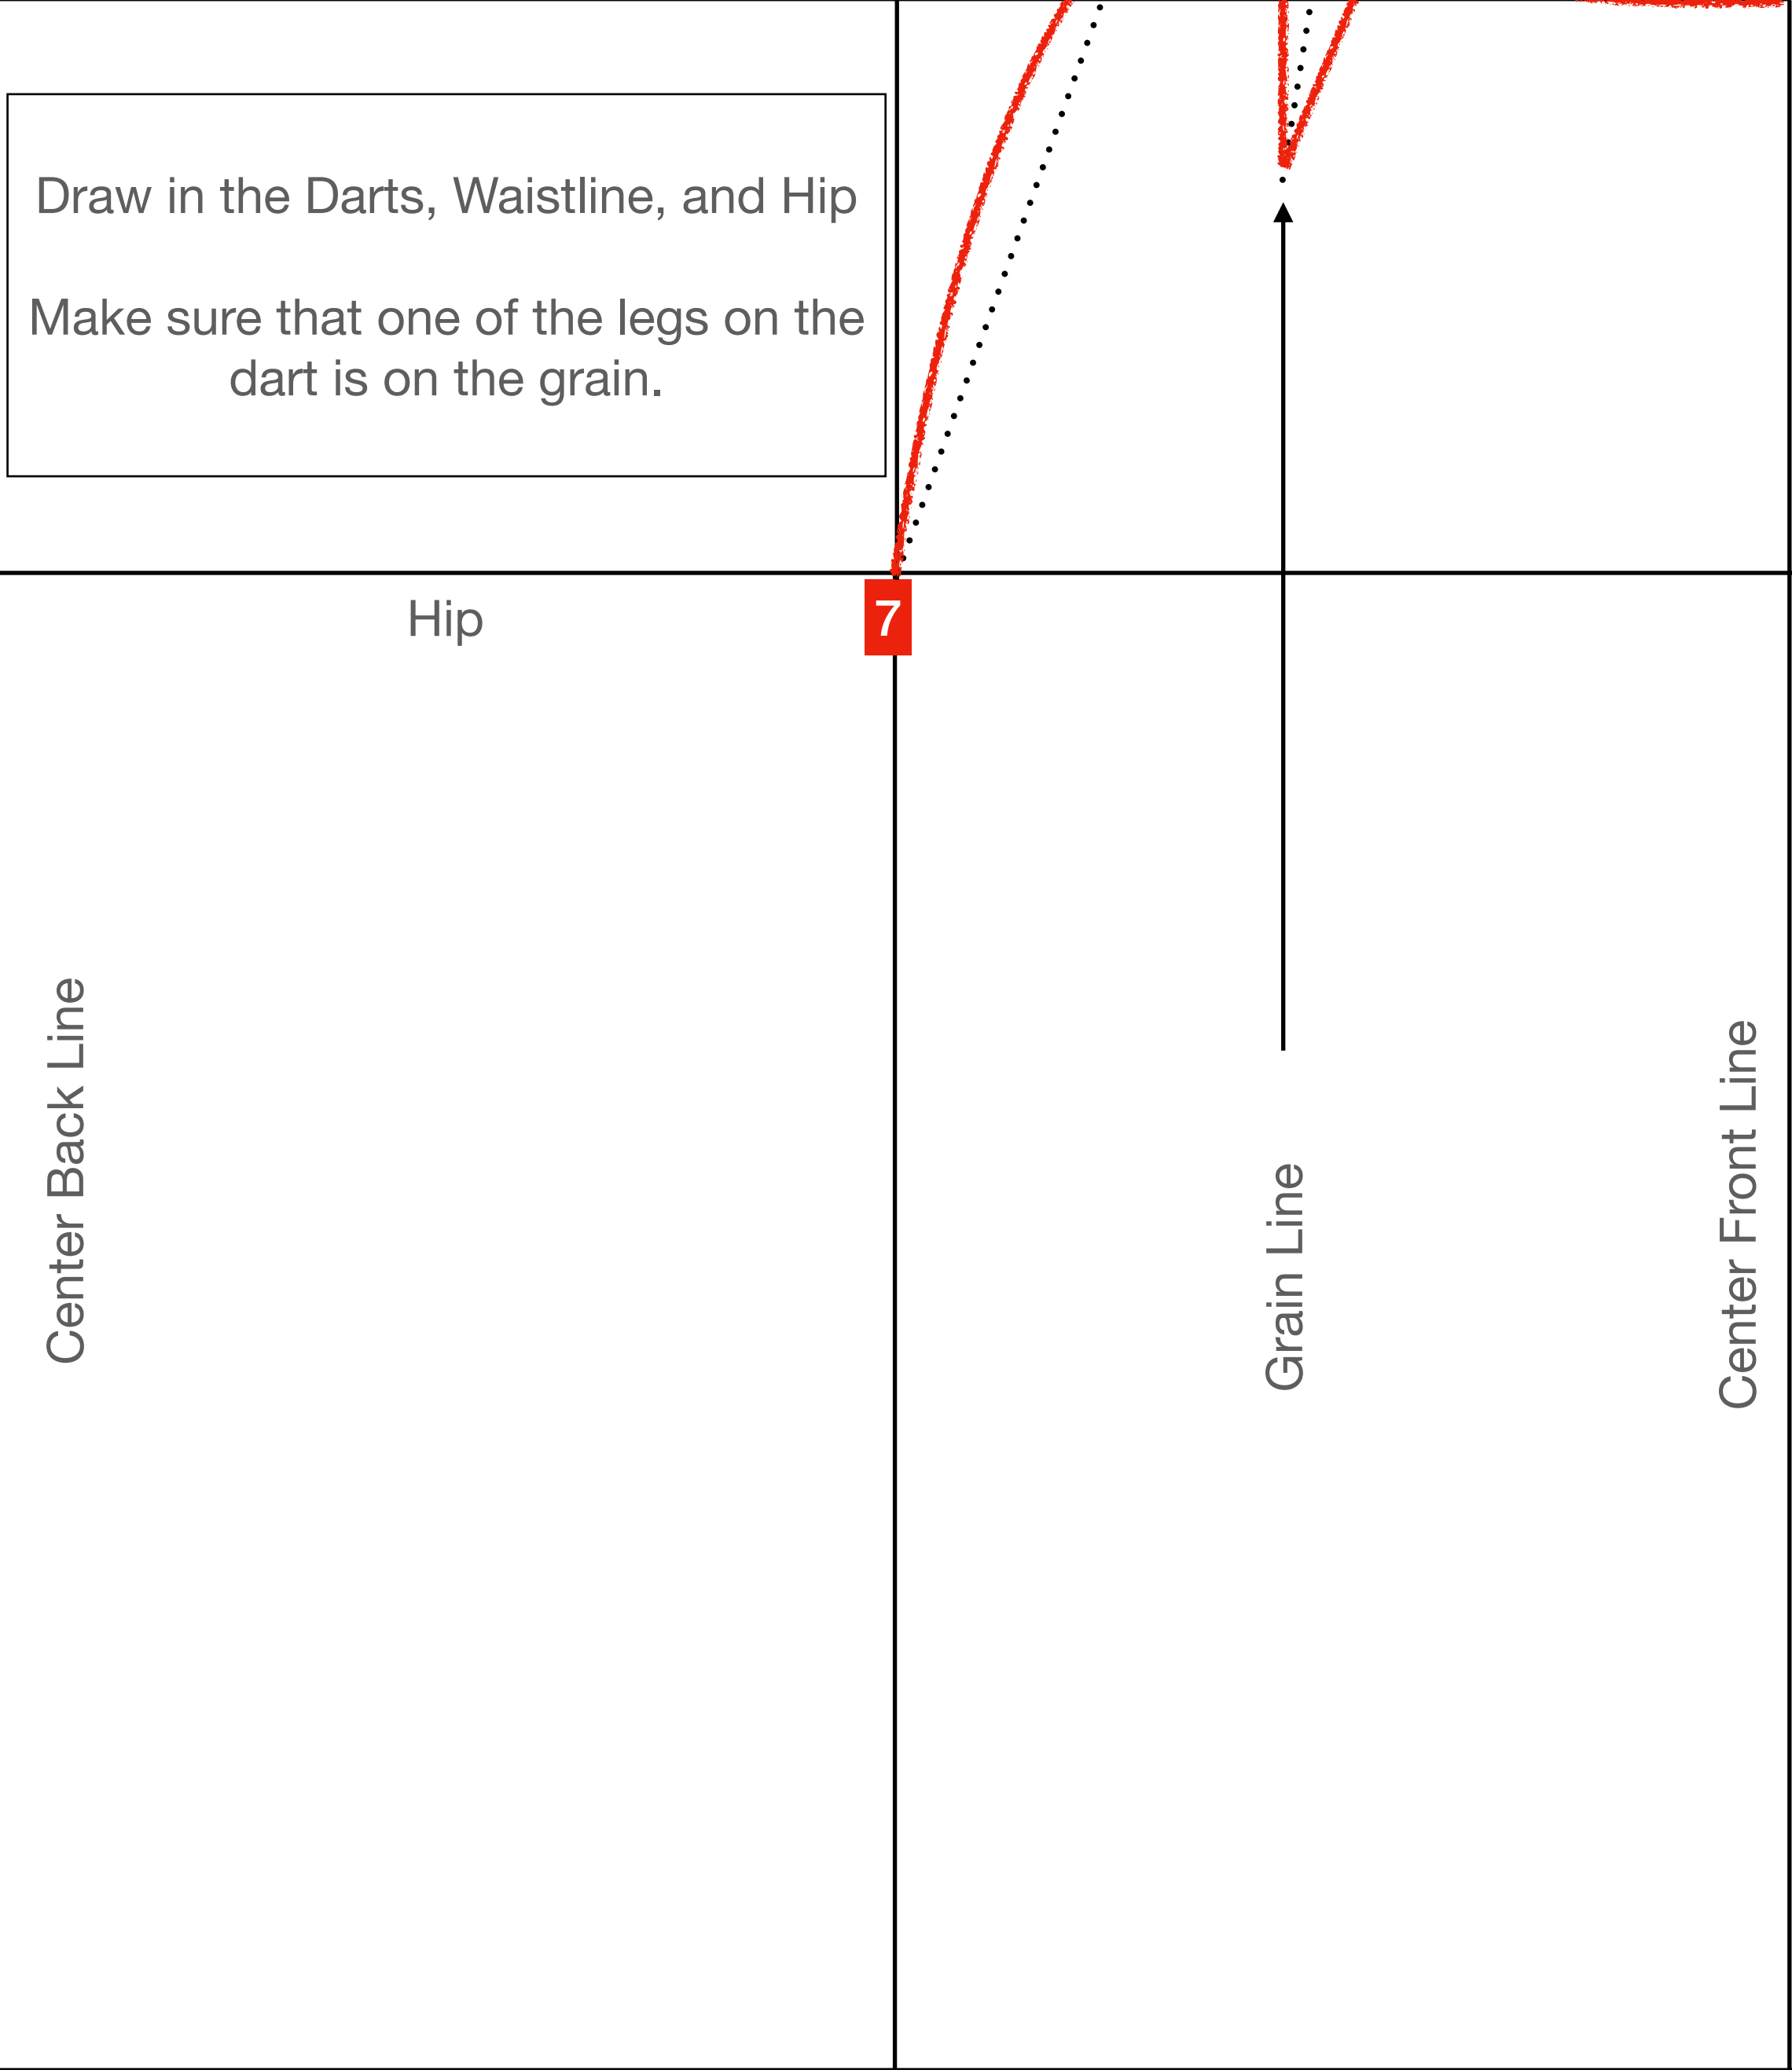 Draw in the Darts, Waistline, and Hip
Make sure that one of the legs on the
dart is on the grain.
Hip
7
Center Back Line
Grain Line
Center Front Line